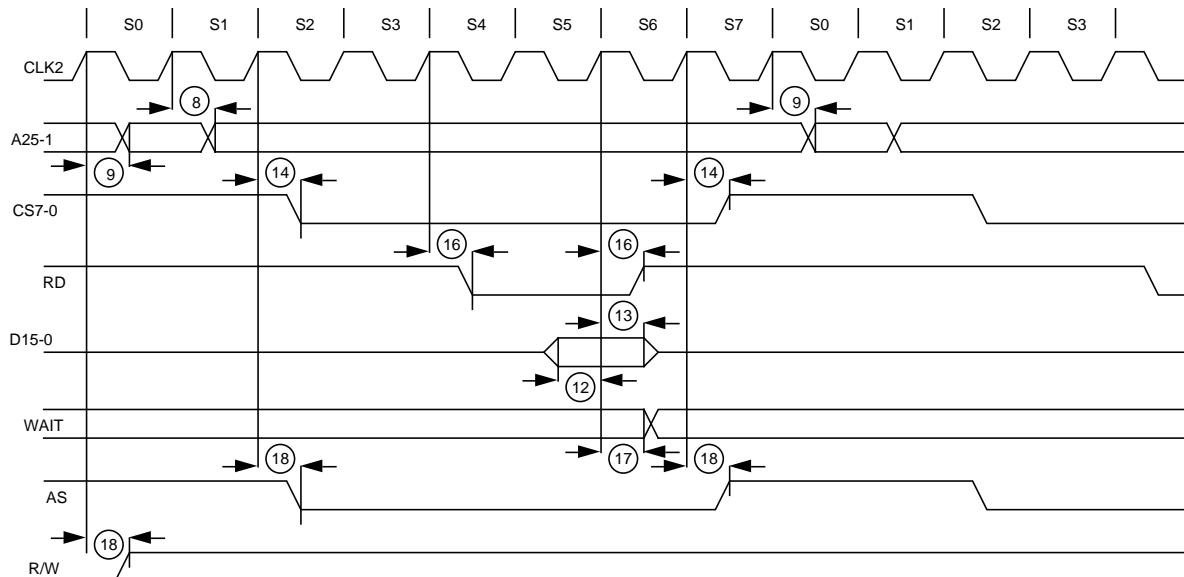 S0 S1 S2 S3 S4 S5 S6 S7 S0 S1 S2 S3
CLK2
8 9
A25-1
9 14 14
CS7-0
16 16
RD
13
D15-0
12
WAIT
18 17 18
AS
18
R/W